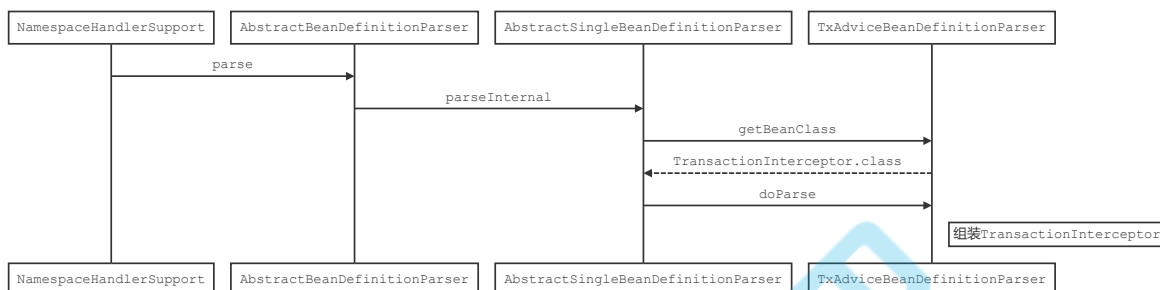 NamespaceHandlerSupport
AbstractBeanDefinitionParser
AbstractSingleBeanDefinitionParser
TxAdviceBeanDefinitionParser
parse
parseInternal
getBeanClass
TransactionInterceptor.class
doParse
组装TransactionInterceptor
NamespaceHandlerSupport
AbstractBeanDefinitionParser
AbstractSingleBeanDefinitionParser
TxAdviceBeanDefinitionParser